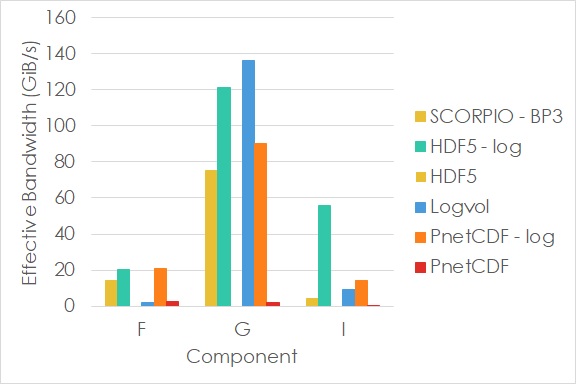 160
140
120
100
80
60
40
20
0
Effective Bandwidth (GiB/s)
F G I
Component
SCORPIO - BP3
HDF5 - log
HDF5
Logvol
PnetCDF - log
PnetCDF